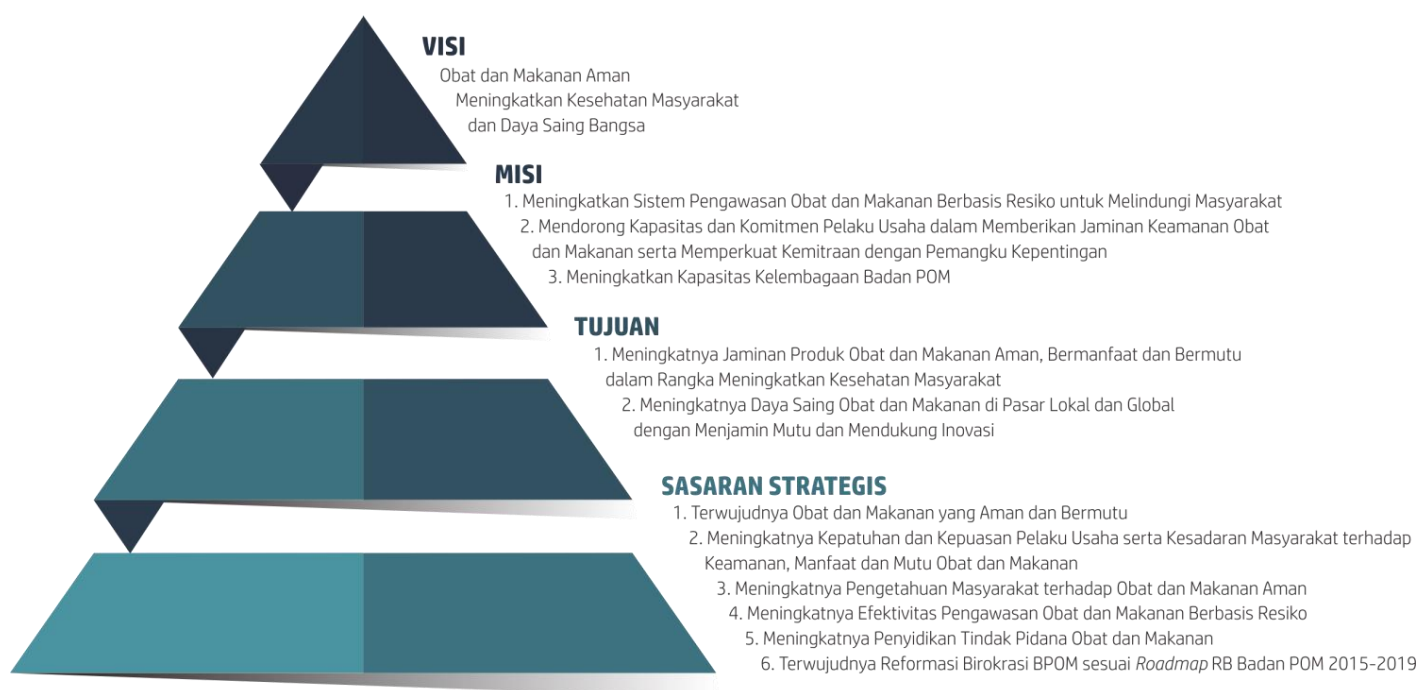 VISI
Obat dan Makanan Aman
Meningkatkan Kesehatan Masyarakat
dan Daya Saing Bangsa
MISI
1. Meningkatkan Sistem Pengawasan Obat dan Makanan Berbasis Resiko untuk Melindungi Masyarakat
2. Mendorong Kapasitas dan Komitmen Pelaku Usaha dalam Memberikan Jaminan Keamanan Obat
dan Makanan serta Memperkuat Kemitraan dengan Pemangku Kepentingan
3. Meningkatkan Kapasitas Kelembagaan Badan POM
TUJUAN
1. Meningkatnya Jaminan Produk Obat dan Makanan Aman, Bermanfaat dan Bermutu
dalam Rangka Meningkatkan Kesehatan Masyarakat
2. Meningkatnya Daya Saing Obat dan Makanan di Pasar Lokal dan Global
dengan Menjamin Mutu dan Mendukung Inovasi
SASARAN STRATEGIS
1. Terwujudnya Obat dan Makanan yang Aman dan Bermutu
2. Meningkatnya Kepatuhan dan Kepuasan Pelaku Usaha serta Kesadaran Masyarakat terhadap
Keamanan, Manfaat dan Mutu Obat dan Makanan
3. Meningkatnya Pengetahuan Masyarakat terhadap Obat dan Makanan Aman
4. Meningkatnya Efektivitas Pengawasan Obat dan Makanan Berbasis Resiko
5. Meningkatnya Penyidikan Tindak Pidana Obat dan Makanan
6. Terwujudnya Reformasi Birokrasi BPOM sesuai Roadmap RB Badan POM 2015-2019